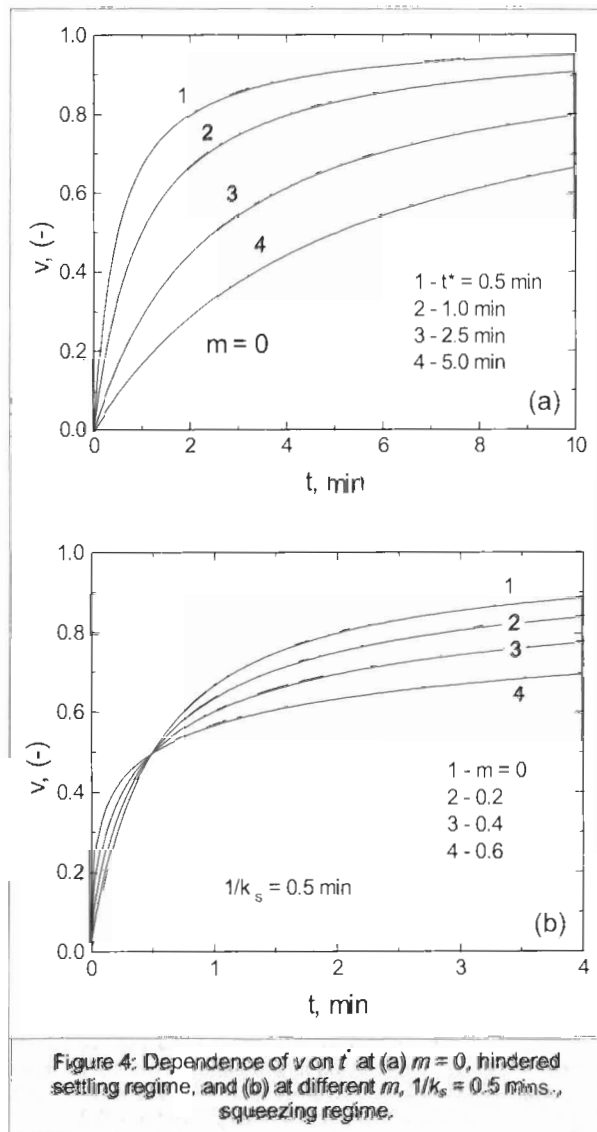 1.0
0.8
0.6
0.4
0.2
0.0
v, (-)
1
2
3
4
m = 0
1 - t* = 0.5 min
2 - 1.0 min
3 - 2.5 min
4 - 5.0 min
(a)
0 2 4 6 8 10
t, min
1.0
0.8
0.6
0.4
0.2
0.0
v, (-)
1
2
3
4
1 - m = 0
2 - 0.2
3 - 0.4
4 - 0.6
1/k s = 0.5 min
(b)
0 1 2 3 4
t, min
Figure 4: Dependence of v on t* at (a) m = 0, hindered
settling regime, and (b) at different m, 1/ks = 0.5 mins.,
squeezing regime.